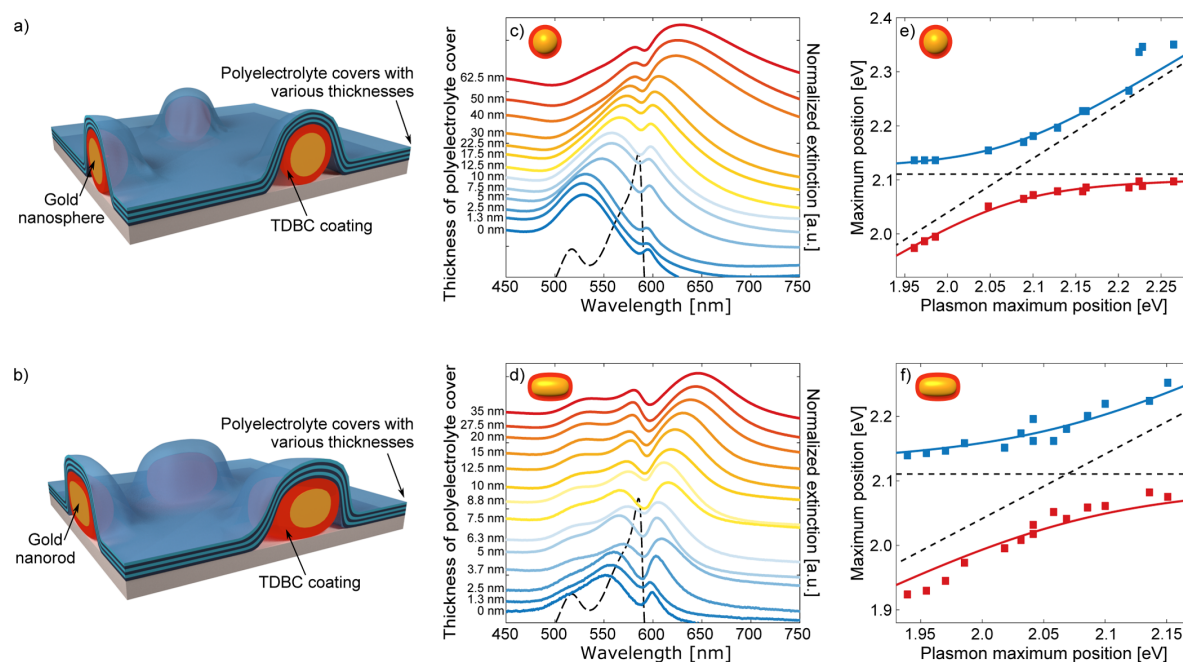 a)
Polyelectrolyte covers with
various thicknesses
Gold
nanosphere
TDBC coating
b)
Polyelectrolyte covers with
various thicknesses
Gold
nanorod
TDBC coating
c)
Thickness of polyelectrolyte cover
62.5 nm
50 nm
40 nm
30 nm
22.5 nm
17.5 nm
12.5 nm
10 nm
7.5 nm
5 nm
2.5 nm
1.3 nm
0 nm
Normalized extinction [a.u.]
450 500 550 600 650 700 750
Wavelength [nm]
d)
Thickness of polyelectrolyte cover
35 nm
27.5 nm
20 nm
15 nm
12.5 nm
10 nm
8.8 nm
7.5 nm
6.3 nm
5 nm
3.7 nm
2.5 nm
1.3 nm
0 nm
Normalized extinction [a.u.]
450 500 550 600 650 700 750
Wavelength [nm]
e)
Maximum position [eV]
2.4
2.3
2.2
2.1
2.0
1.95 2.0 2.05 2.1 2.15 2.2 2.25
Plasmon maximum position [eV]
f)
Maximum position [eV]
2.2
2.1
2.0
1.9
1.95 2.0 2.05 2.1 2.15
Plasmon maximum position [eV]